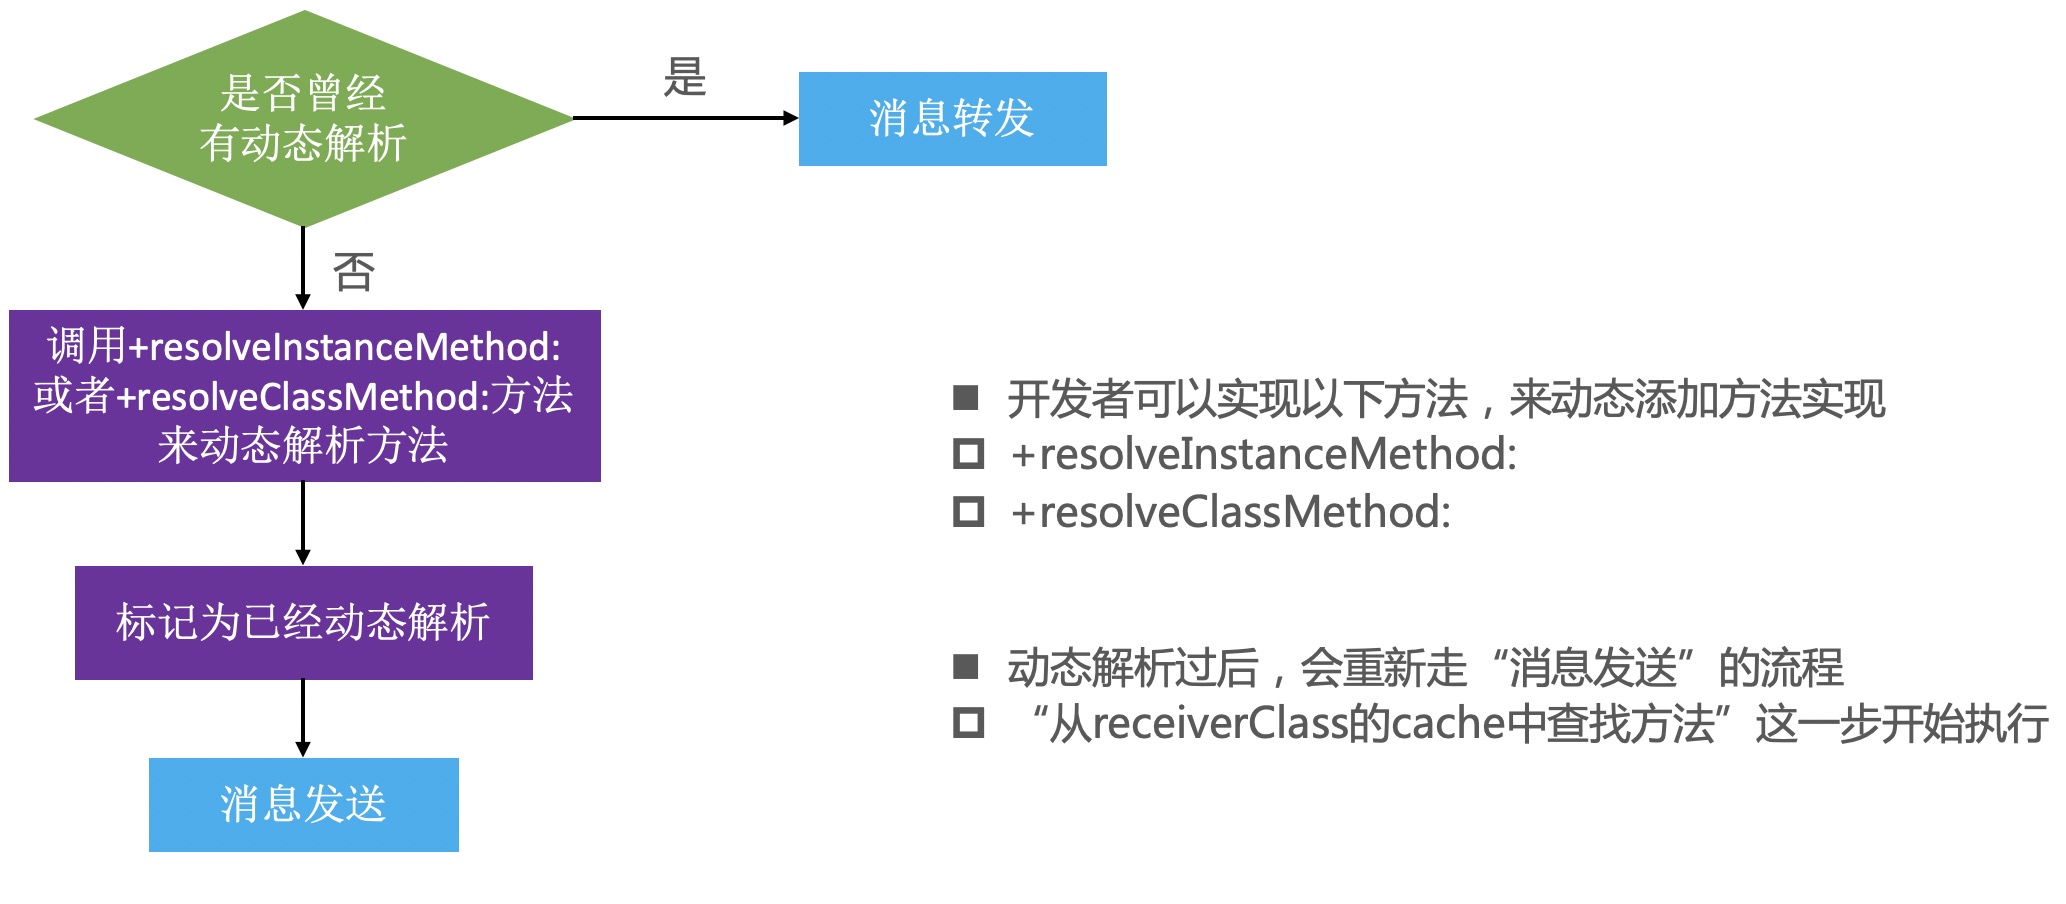 是否曾经
有动态解析
是
消息转发
否
调用+resolveInstanceMethod:
或者+resolveClassMethod:方法
来动态解析方法
标记为已经动态解析
消息发送
开发者可以实现以下方法，来动态添加方法实现
+resolveInstanceMethod:
+resolveClassMethod:
动态解析过后，会重新走“消息发送”的流程
“从receiverClass的cache中查找方法”这一步开始执行